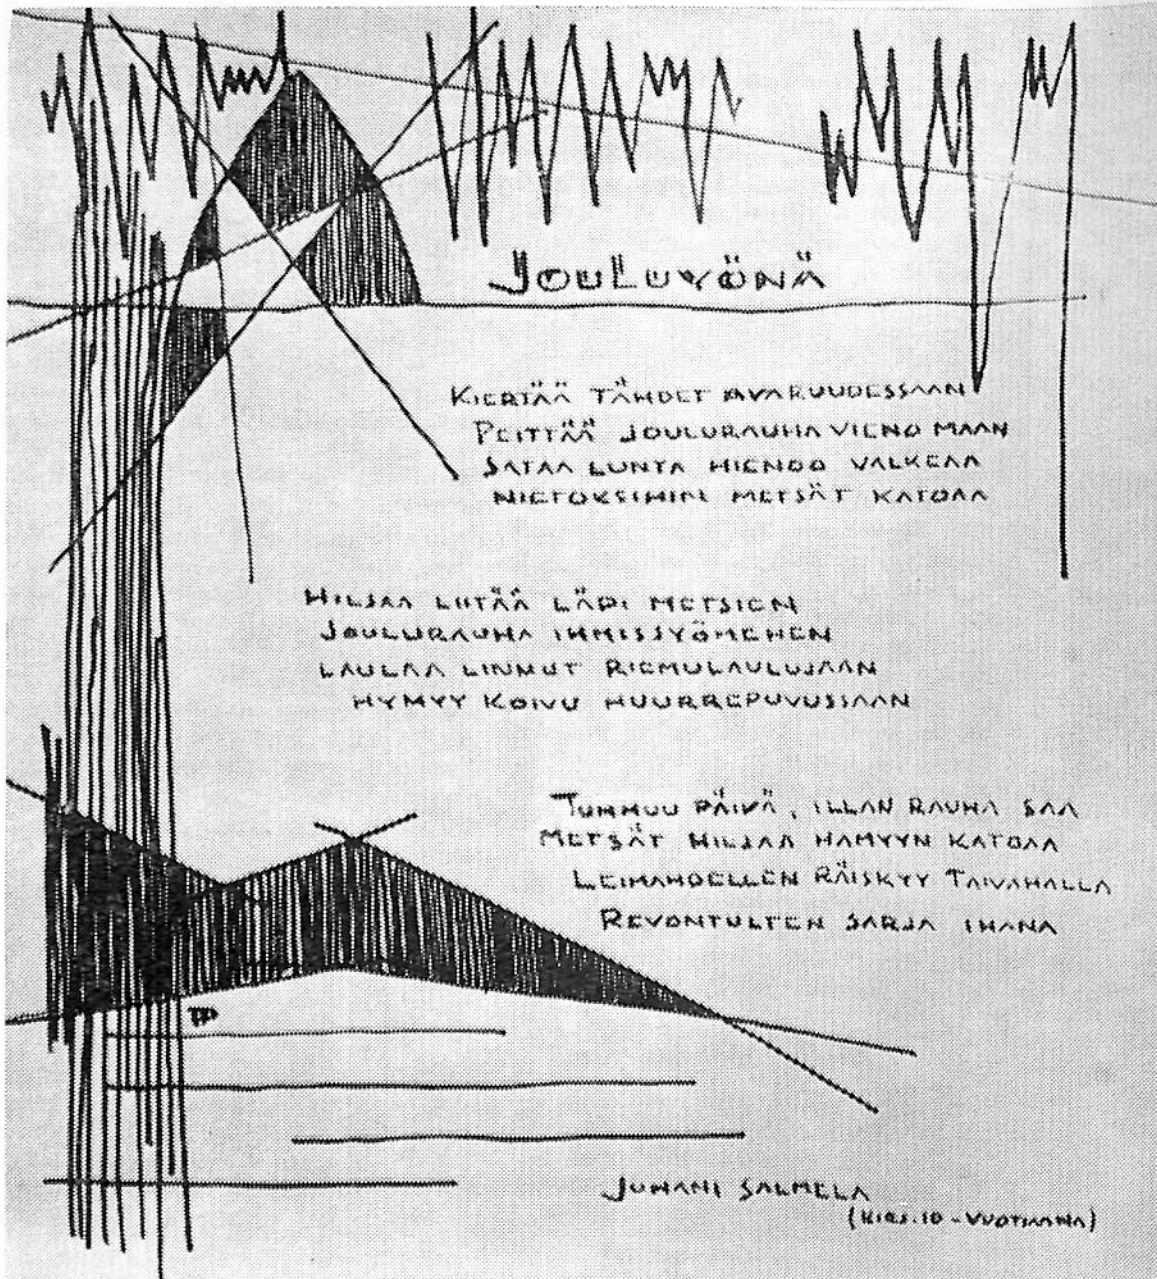 JOULUYÖNÄ
KIERTÄÄ TÄHDET AVARUUDESSAAN
PEITTÄÄ JOULURAUHA VIENO MAAN
SATAA LUNTA HIENOO VALKEAA
NIETOKSIHIN METSÄT KATOAA
HILJAA LIITÄÄ LÄPI METSIEN
JOULURAUHA IHMISSYÖMEHEN
LAULAA LINNUT RIEMULAULUJAAN
HYMYY KOIVU HUURREPUVUSSAAN
TUMMUU PÄIVÄ, ILLAN RAUHA SAA
METSÄT HILJAA HÄMYYN KATOAA
LEIMAHDELLEN RÄISKYY TAIVAHALLA
REVONTULTEN SARJA IHANA
TP
JUHANI SALMELA
(KIRJ. 10-VUOTIAANA)